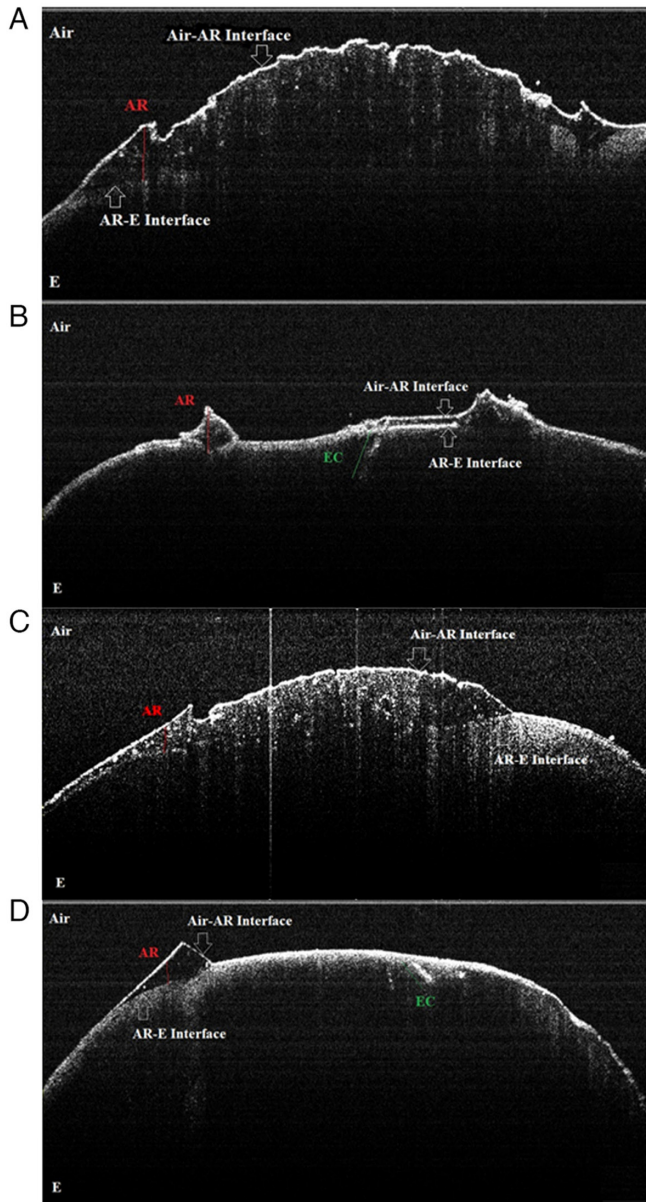 A
Air
Air-AR Interface
AR
AR-E Interface
E
B
Air
Air-AR Interface
AR
EC
AR-E Interface
E
C
Air
Air-AR Interface
AR
AR-E Interface
E
D
Air
Air-AR Interface
AR
AR-E Interface
EC
E